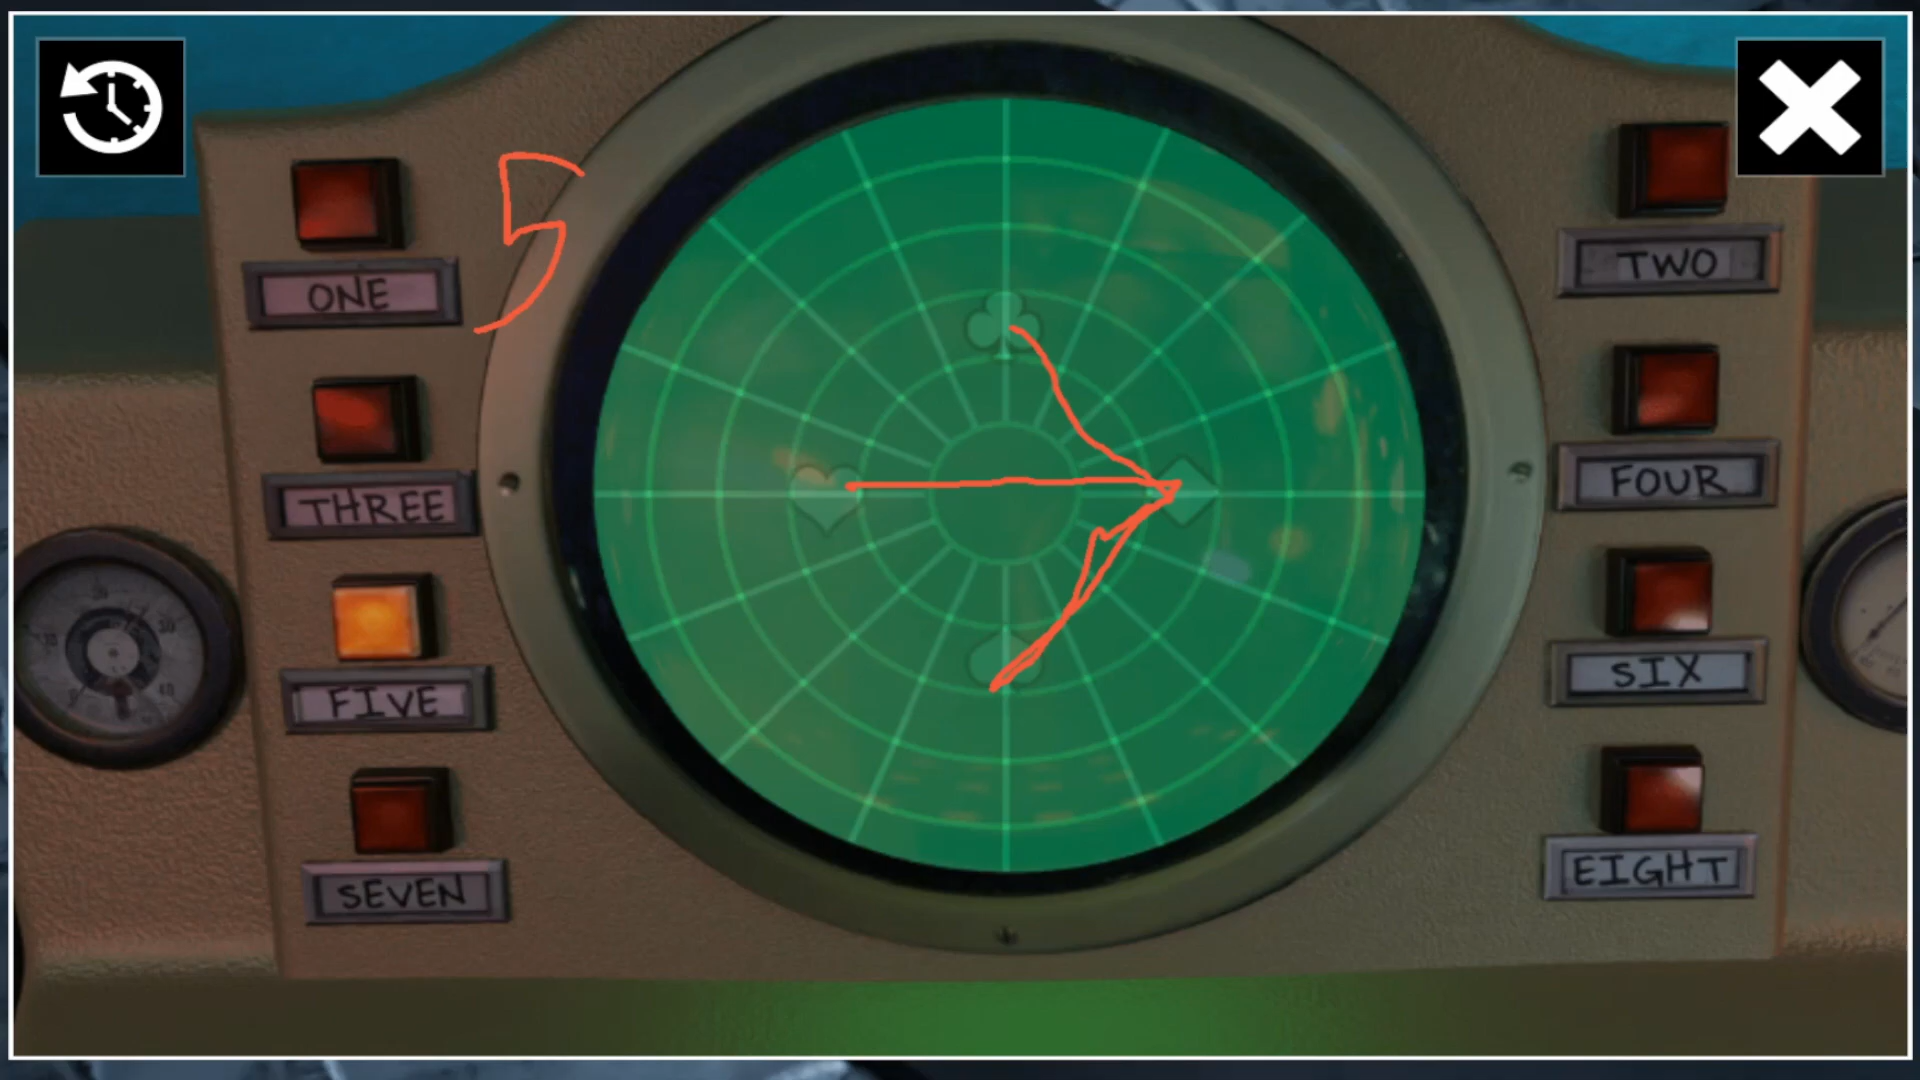 5
ONE
TWO
THREE
FOUR
FIVE
SIX
SEVEN
EIGHT